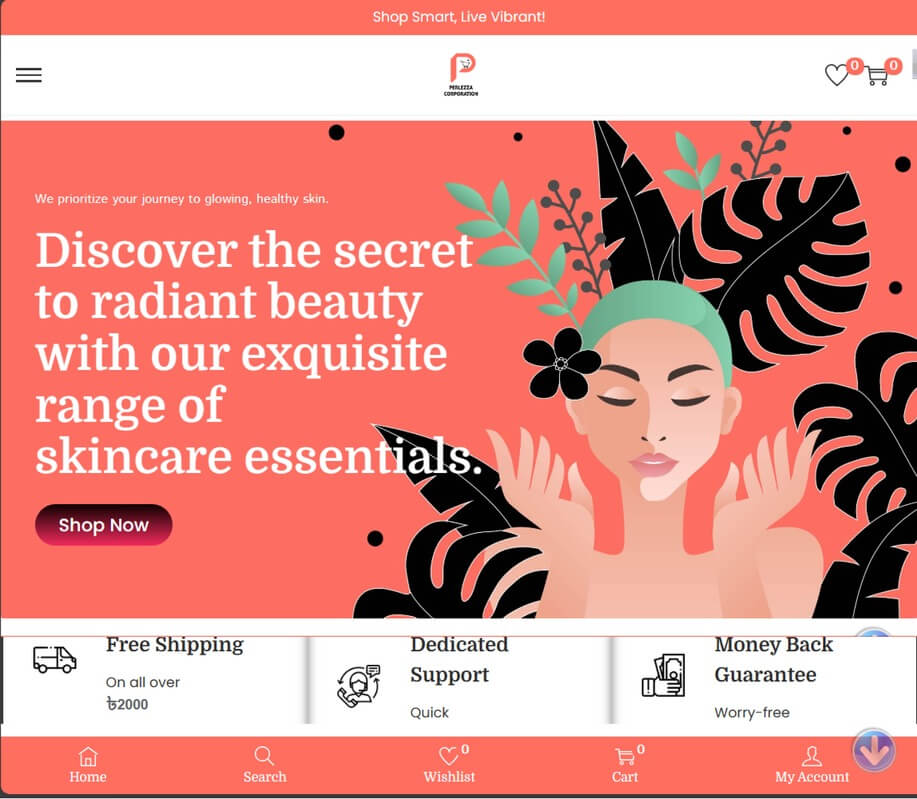 Shop Smart, Live Vibrant!
PERLEZZA
CORPORATION
0
0
We prioritize your journey to glowing, healthy skin.
Discover the secret
to radiant beauty
with our exquisite
range of
skincare essentials.
Shop Now
Free Shipping
On all over
৳2000
Dedicated
Support
Quick
Money Back
Guarantee
Worry-free
Home
Search
0
Wishlist
0
Cart
My Account